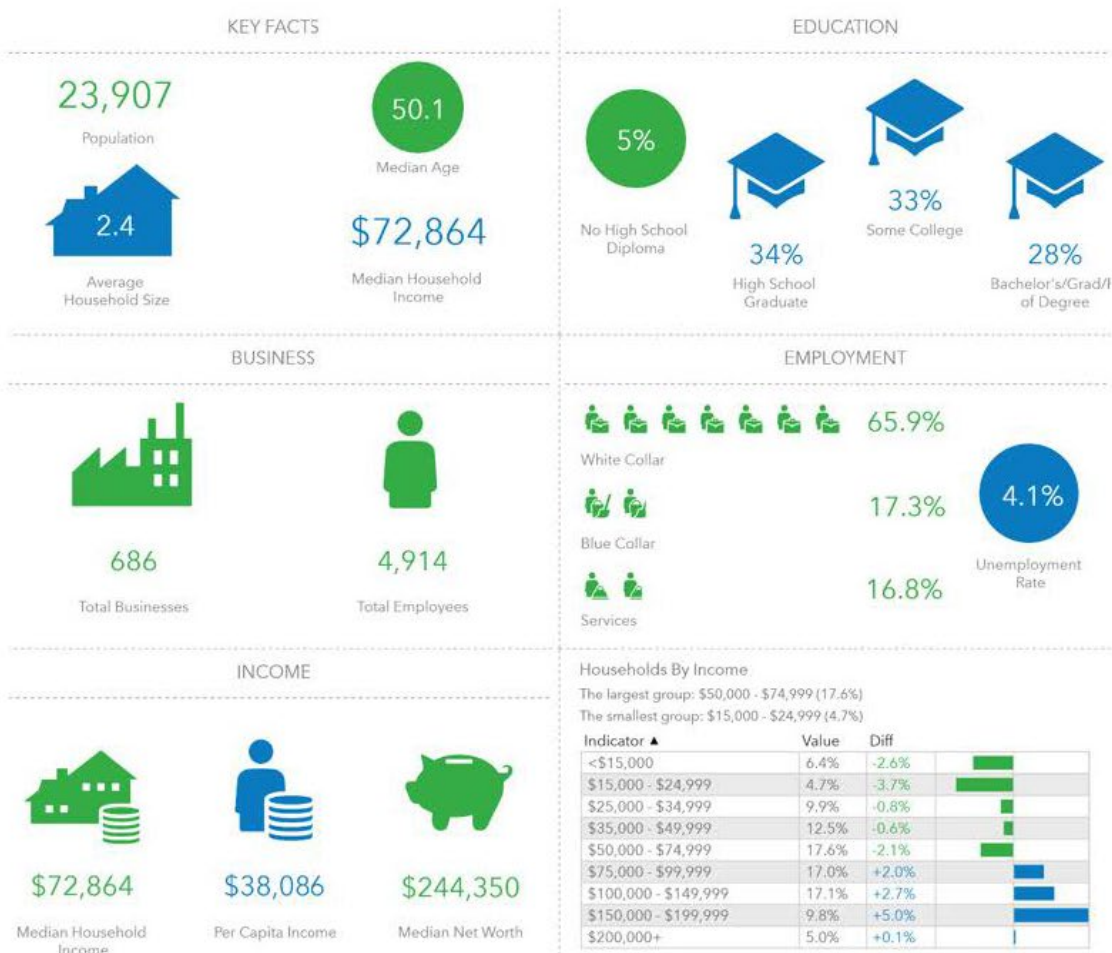 KEY FACTS
23,907
Population
50.1
Median Age
2.4
Average
Household Size
$72,864
Median Household
Income
EDUCATION
5%
No High School
Diploma
34%
High School
Graduate
33%
Some College
28%
Bachelor's/Grad/
of Degree
BUSINESS
686
Total Businesses
4,914
Total Employees
EMPLOYMENT
65.9%
White Collar
17.3%
Blue Collar
16.8%
Services
4.1%
Unemployment
Rate
INCOME
$72,864
Median Household
Income
$38,086
Per Capita Income
$244,350
Median Net Worth
Households By Income
The largest group: $50,000 - $74,999 (17.6%)
The smallest group: $15,000 - $24,999 (4.7%)
Indicator ▲ Value Diff
<$15,000 6.4% -2.6%
$15,000 - $24,999 4.7% -3.7%
$25,000 - $34,999 9.9% -0.8%
$35,000 - $49,999 12.5% -0.6%
$50,000 - $74,999 17.6% -2.1%
$75,000 - $99,999 17.0% +2.0%
$100,000 - $149,999 17.1% +2.7%
$150,000 - $199,999 9.8% +5.0%
$200,000+ 5.0% +0.1%